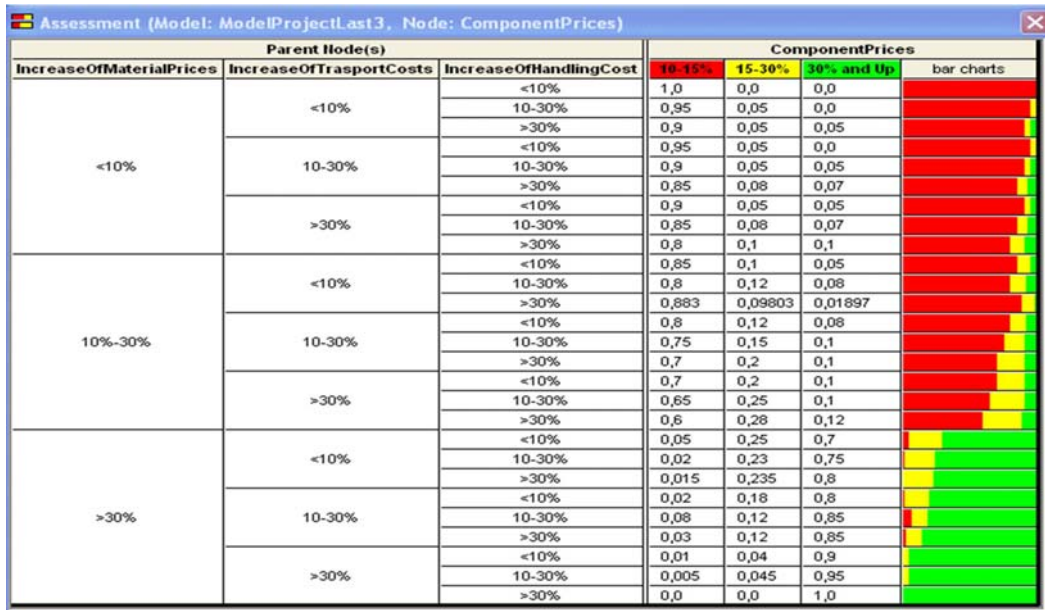 Assessment (Model: ModelProjectLast3, Node: ComponentPrices)
Parent Node(s) ComponentPrices
IncreaseOfMaterialPrices IncreaseOfTrasportCosts IncreaseOfHandlingCost 10-15% 15-30% 30% and Up bar charts
<10% 1,0 0,0 0,0
<10% 10-30% 0,95 0,05 0,0
>30% 0,9 0,05 0,05
<10% 0,95 0,05 0,0
<10% 10-30% 10-30% 0,9 0,05 0,05
>30% 0,85 0,08 0,07
<10% 0,9 0,05 0,05
>30% 10-30% 0,85 0,08 0,07
>30% 0,8 0,1 0,1
<10% 0,85 0,1 0,05
<10% 10-30% 0,8 0,12 0,08
>30% 0,883 0,09803 0,01897
<10% 0,8 0,12 0,08
10%-30% 10-30% 10-30% 0,75 0,15 0,1
>30% 0,7 0,2 0,1
<10% 0,7 0,2 0,1
>30% 10-30% 0,65 0,25 0,1
>30% 0,6 0,28 0,12
<10% 0,05 0,25 0,7
<10% 10-30% 0,02 0,23 0,75
>30% 0,015 0,235 0,8
<10% 0,02 0,18 0,8
>30% 10-30% 10-30% 0,08 0,12 0,85
>30% 0,03 0,12 0,85
<10% 0,01 0,04 0,9
>30% 10-30% 0,005 0,045 0,95
>30% 0,0 0,0 1,0